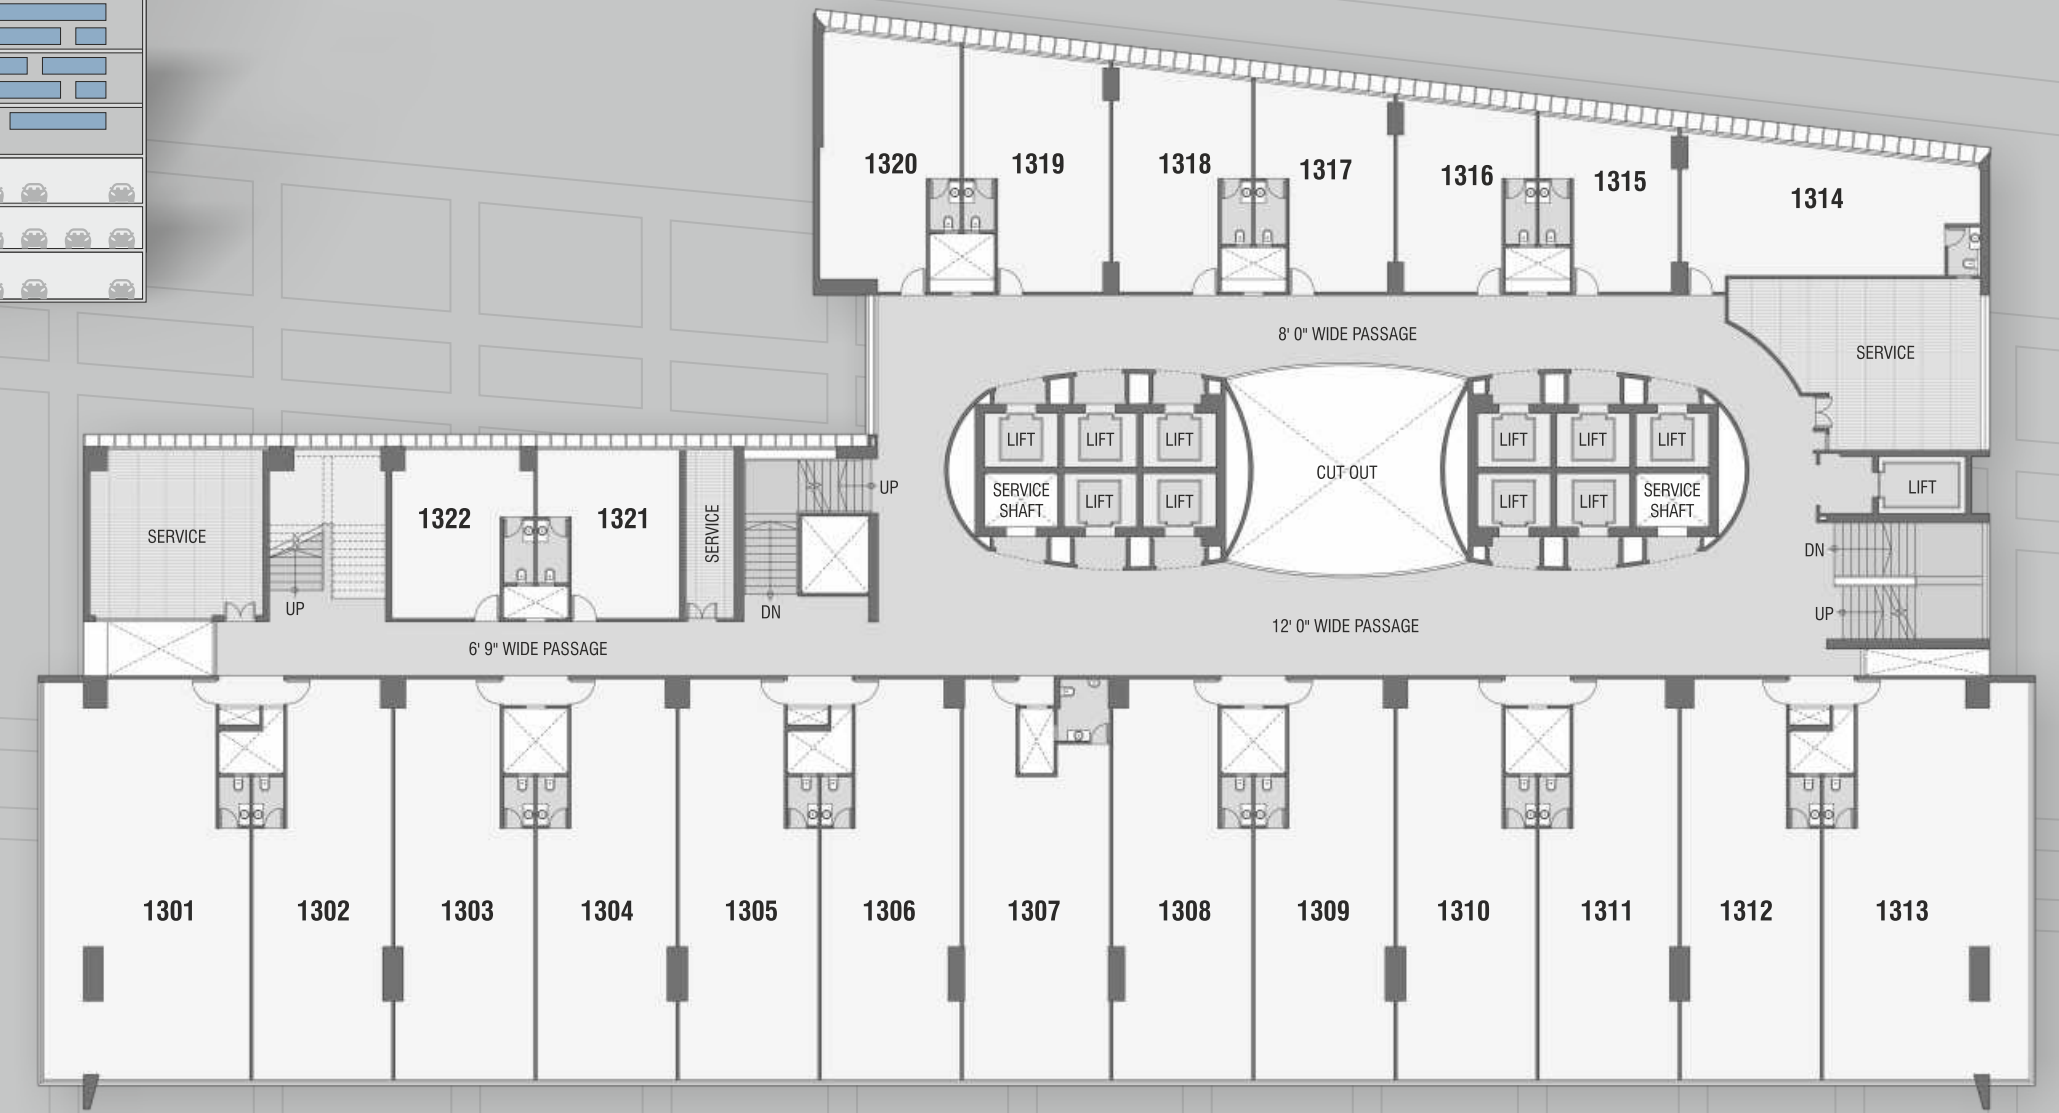 1320
1319
1318
1317
1316
1315
1314
8' 0" WIDE PASSAGE
SERVICE
LIFT
LIFT
LIFT
LIFT
LIFT
LIFT
CUT OUT
SERVICE
SHAFT
LIFT
LIFT
LIFT
LIFT
SERVICE
SHAFT
LIFT
UP
1322
1321
SERVICE
SERVICE
DN
UP
DN
UP
12' 0" WIDE PASSAGE
6' 9" WIDE PASSAGE
1301
1302
1303
1304
1305
1306
1307
1308
1309
1310
1311
1312
1313